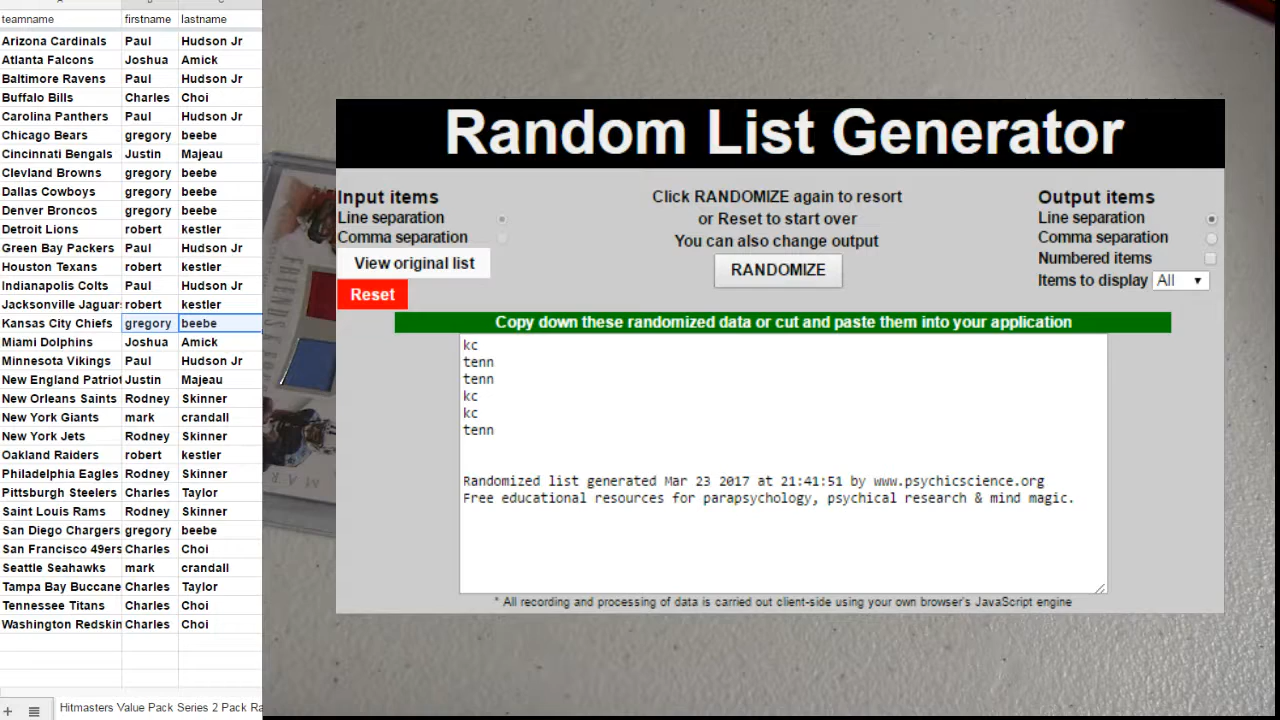 teamname firstname lastname
Arizona Cardinals Paul Hudson Jr
Atlanta Falcons Joshua Amick
Baltimore Ravens Paul Hudson Jr
Buffalo Bills Charles Choi
Carolina Panthers Paul Hudson Jr
Chicago Bears gregory beebe
Cincinnati Bengals Justin Majeau
Clevland Browns gregory beebe
Dallas Cowboys gregory beebe
Denver Broncos gregory beebe
Detroit Lions robert kestler
Green Bay Packers Paul Hudson Jr
Houston Texans robert kestler
Indianapolis Colts Paul Hudson Jr
Jacksonville Jaguar robert kestler
Kansas City Chiefs gregory beebe
Miami Dolphins Joshua Amick
Minnesota Vikings Paul Hudson Jr
New England Patriot Justin Majeau
New Orleans Saints Rodney Skinner
New York Giants mark crandall
New York Jets Rodney Skinner
Oakland Raiders robert kestler
Philadelphia Eagles Rodney Skinner
Pittsburgh Steelers Charles Taylor
Saint Louis Rams Rodney Skinner
San Diego Chargers gregory beebe
San Francisco 49ers Charles Choi
Seattle Seahawks mark crandall
Tampa Bay Buccane Charles Taylor
Tennessee Titans Charles Choi
Washington Redskin Charles Choi
Hitmasters Value Pack Series 2 Pack Ra
Random List Generator
Input items
Line separation
Comma separation
View original list
Reset
Click RANDOMIZE again to resort
or Reset to start over
You can also change output
RANDOMIZE
Output items
Line separation
Comma separation
Numbered items
Items to display All
Copy down these randomized data or cut and paste them into your application
kc
tenn
tenn
kc
kc
tenn
Randomized list generated Mar 23 2017 at 21:41:51 by www.psychicscience.org
Free educational resources for parapsychology, psychical research & mind magic.
* All recording and processing of data is carried out client-side using your own browser's JavaScript engine